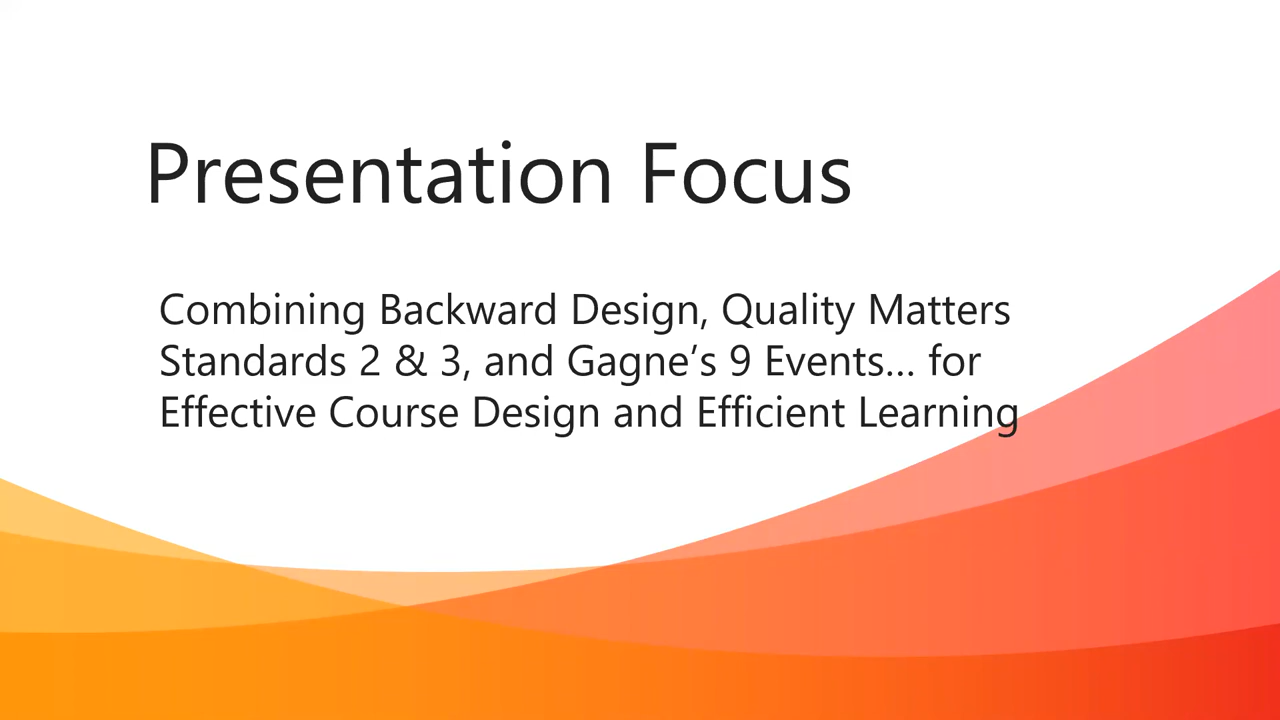 Presentation Focus
Combining Backward Design, Quality Matters
Standards 2 & 3, and Gagne’s 9 Events... for
Effective Course Design and Efficient Learning